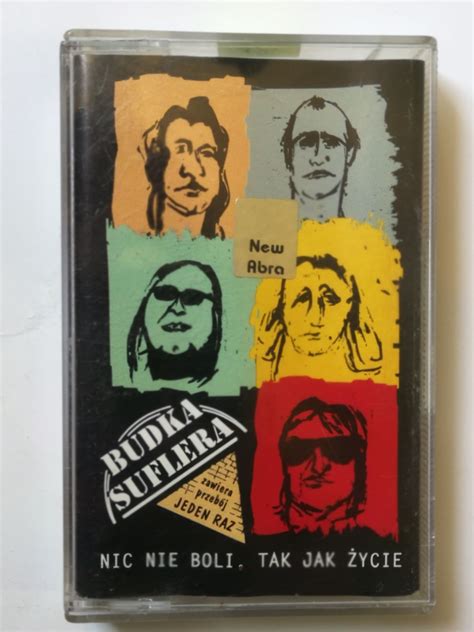 New
Abra
BUDKA
SUFLERA
zawiera
przebój
JEDEN RAZ
NIC NIE BOLI, TAK JAK ŻYCIE